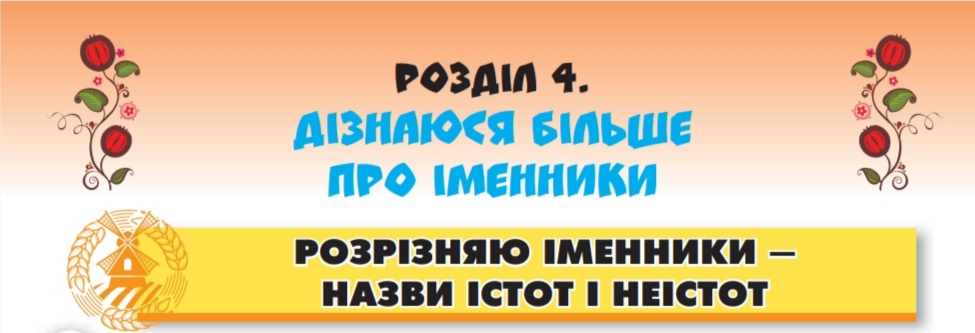 РОЗДІЛ 4.
ДІЗНАЮСЯ БІЛЬШЕ
ПРО ІМЕННИКИ
РОЗРІЗНЯЮ ІМЕННИКИ –
НАЗВИ ІСТОТ І НЕІСТОТ